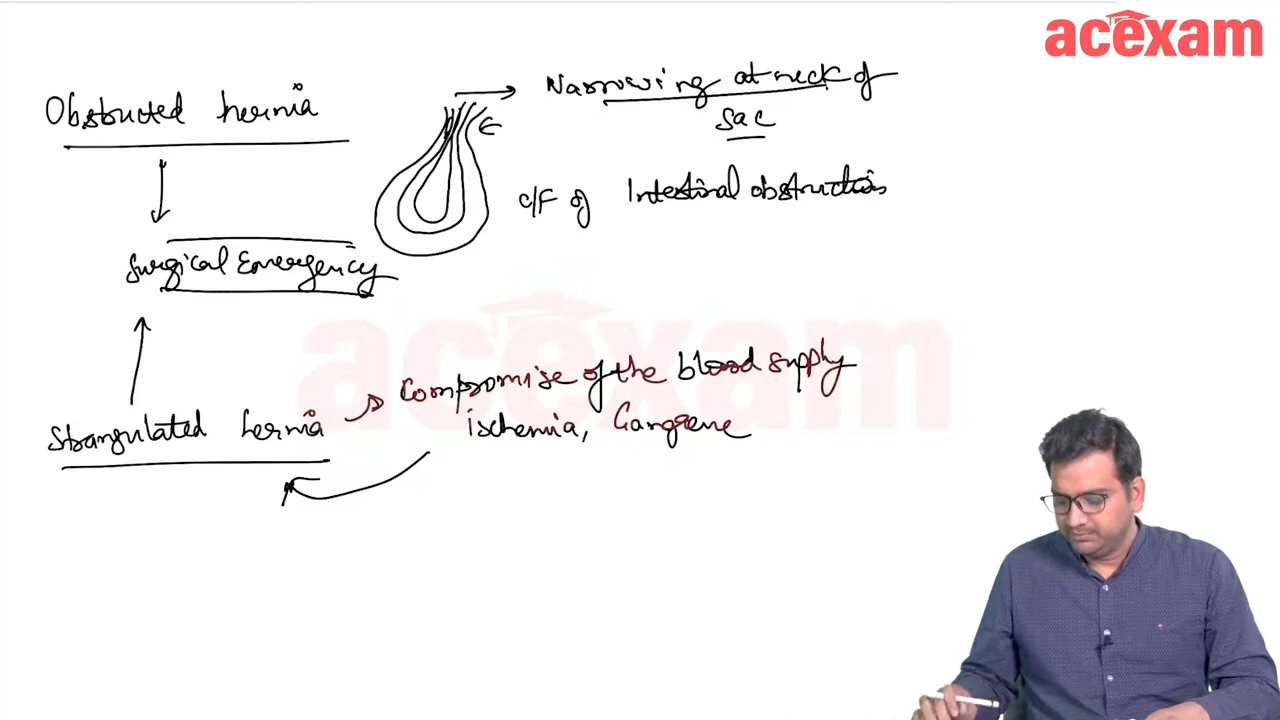 acexam
Narrowing at neck of
sac
Obstructed hernia
c/F of Intestinal obstruction
Surgical Emergency
acexam
Compromise of the blood supply
Strangulated hernia
ischemia, Gangrene